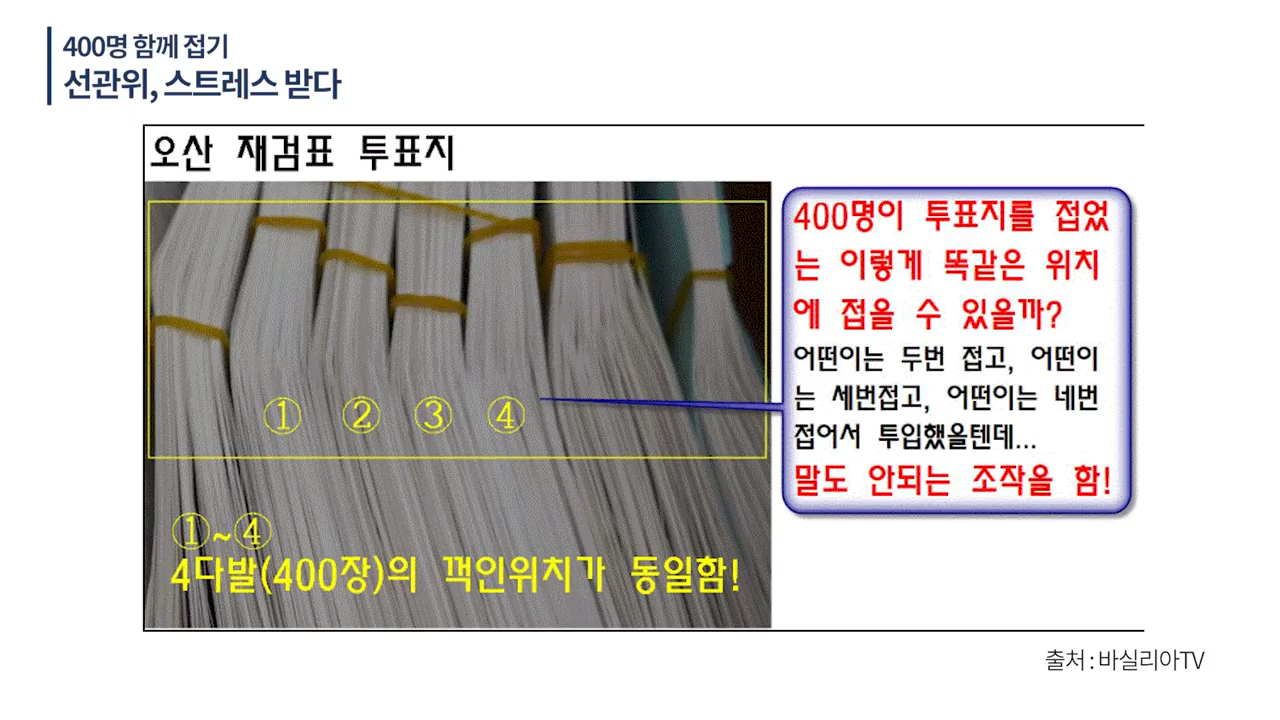 400명 함께 접기
선관위, 스트레스 받다
오산 재검표 투표지
400명이 투표지를 접었
는 이렇게 똑같은 위치
에 접을 수 있을까?
어떤이는 두번 접고, 어떤이
는 세번접고, 어떤이는 네번
접어서 투입했을텐데...
말도 안되는 조작을 함!
① ② ③ ④
①~④
4다발(400장)의 꺽인위치가 동일함!
출처 : 바실리아TV